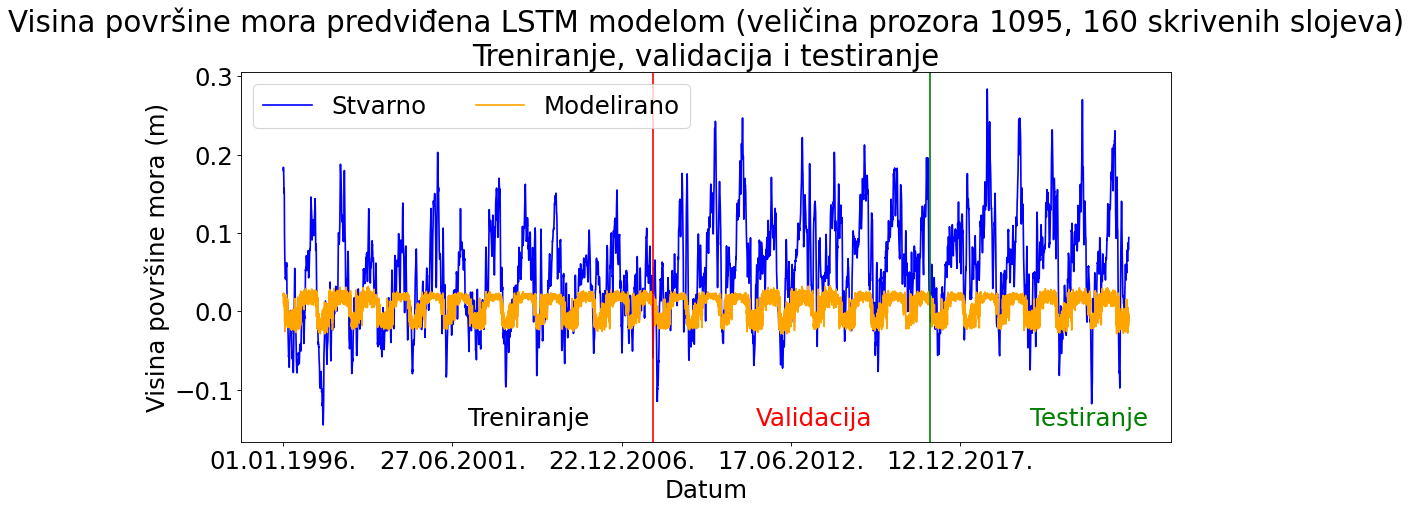 Visina površine mora predviđena LSTM modelom (veličina prozora 1095, 160 skrivenih slojeva)
Treniranje, validacija i testiranje
Stvarno
Modelirano
Visina površine mora (m)
0.3
0.2
0.1
0.0
−0.1
Treniranje
Validacija
Testiranje
01.01.1996.
27.06.2001.
22.12.2006.
17.06.2012.
12.12.2017.
Datum